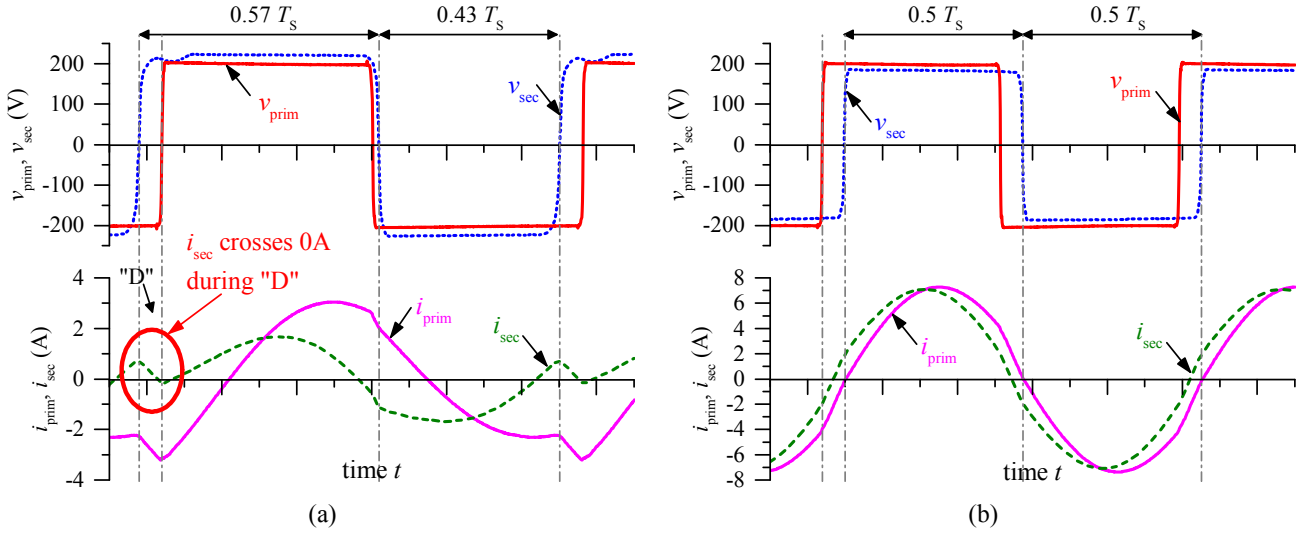 0.57 T_S 0.43 T_S
200
100
0
-100
-200
v_prim, v_sec (V)
v_prim
v_sec
i_sec crosses 0A
during "D"
"D"
4
2
0
-2
-4
i_prim, i_sec (A)
i_prim
i_sec
time t
(a)
0.5 T_S 0.5 T_S
200
100
0
-100
-200
v_prim, v_sec (V)
v_prim
v_sec
8
6
4
2
0
-2
-4
-6
-8
i_prim, i_sec (A)
i_sec
i_prim
time t
(b)